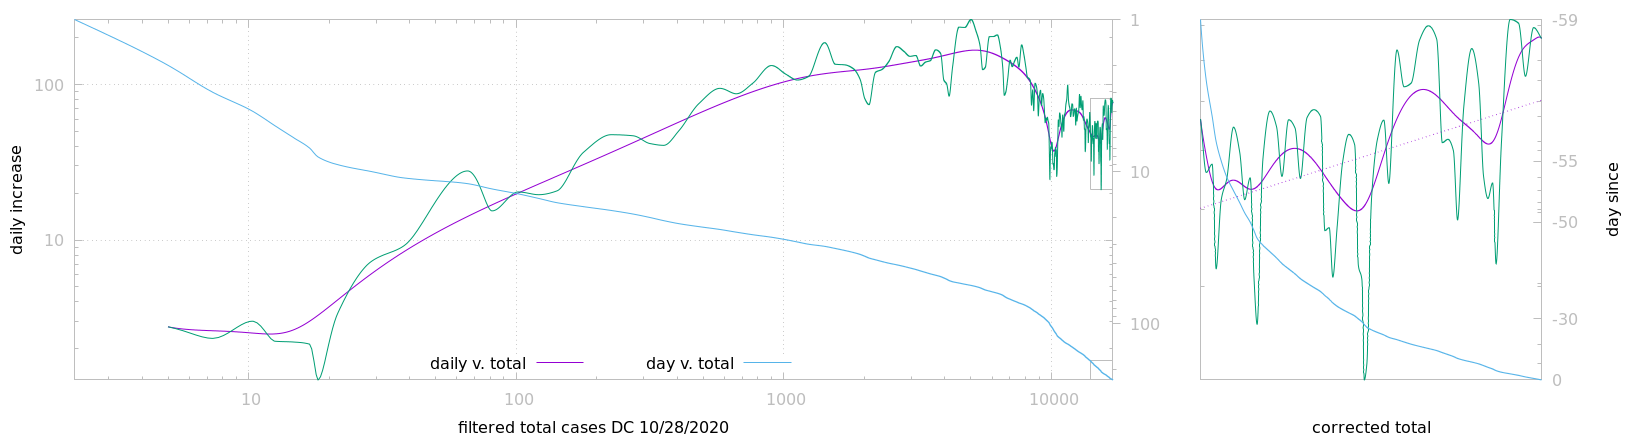 daily increase
100
10
1
10
100
daily v. total
day v. total
10
100
1000
10000
filtered total cases DC 10/28/2020
-59
-55
-50
-30
0
day since
corrected total